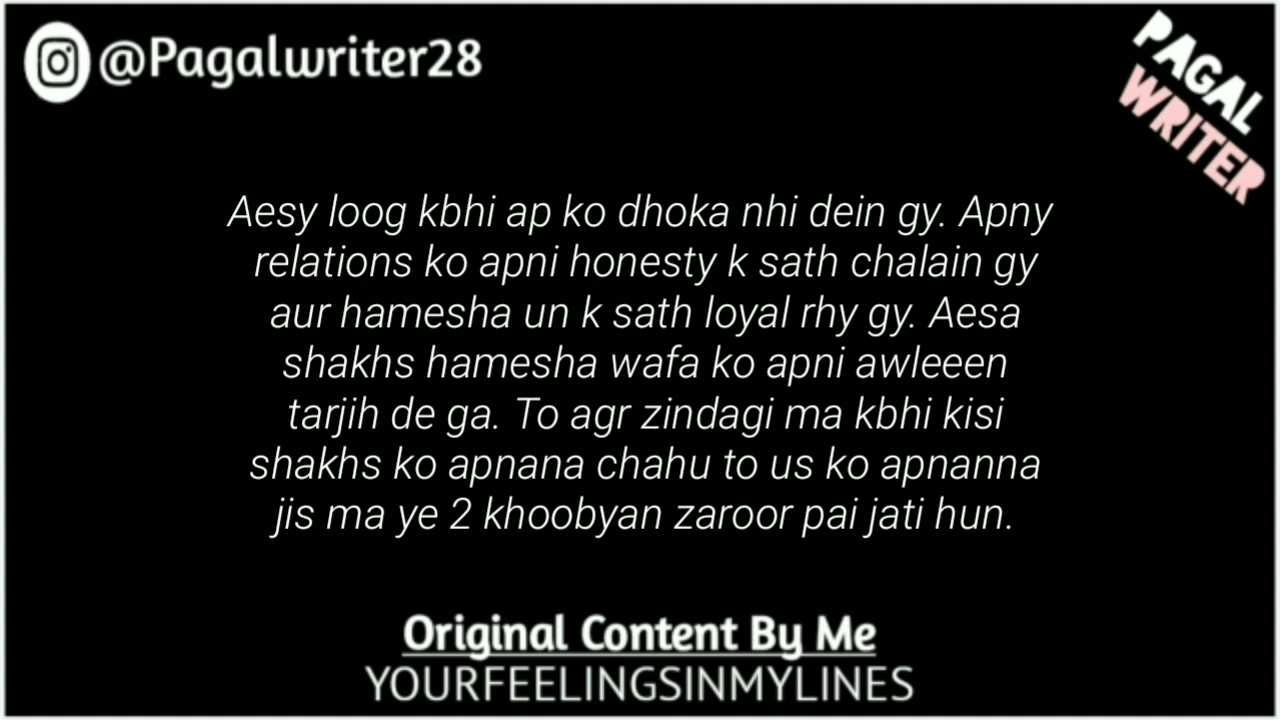 @Pagalwriter28
PAGAL
WRITER
Aesy loog kbhi ap ko dhoka nhi dein gy. Apny
relations ko apni honesty k sath chalain gy
aur hamesha un k sath loyal rhy gy. Aesa
shakhs hamesha wafa ko apni awleeen
tarjih de ga. To agr zindagi ma kbhi kisi
shakhs ko apnana chahu to us ko apnanna
jis ma ye 2 khoobyan zaroor pai jati hun.
Original Content By Me
YOURFEELINGSINMYLINES